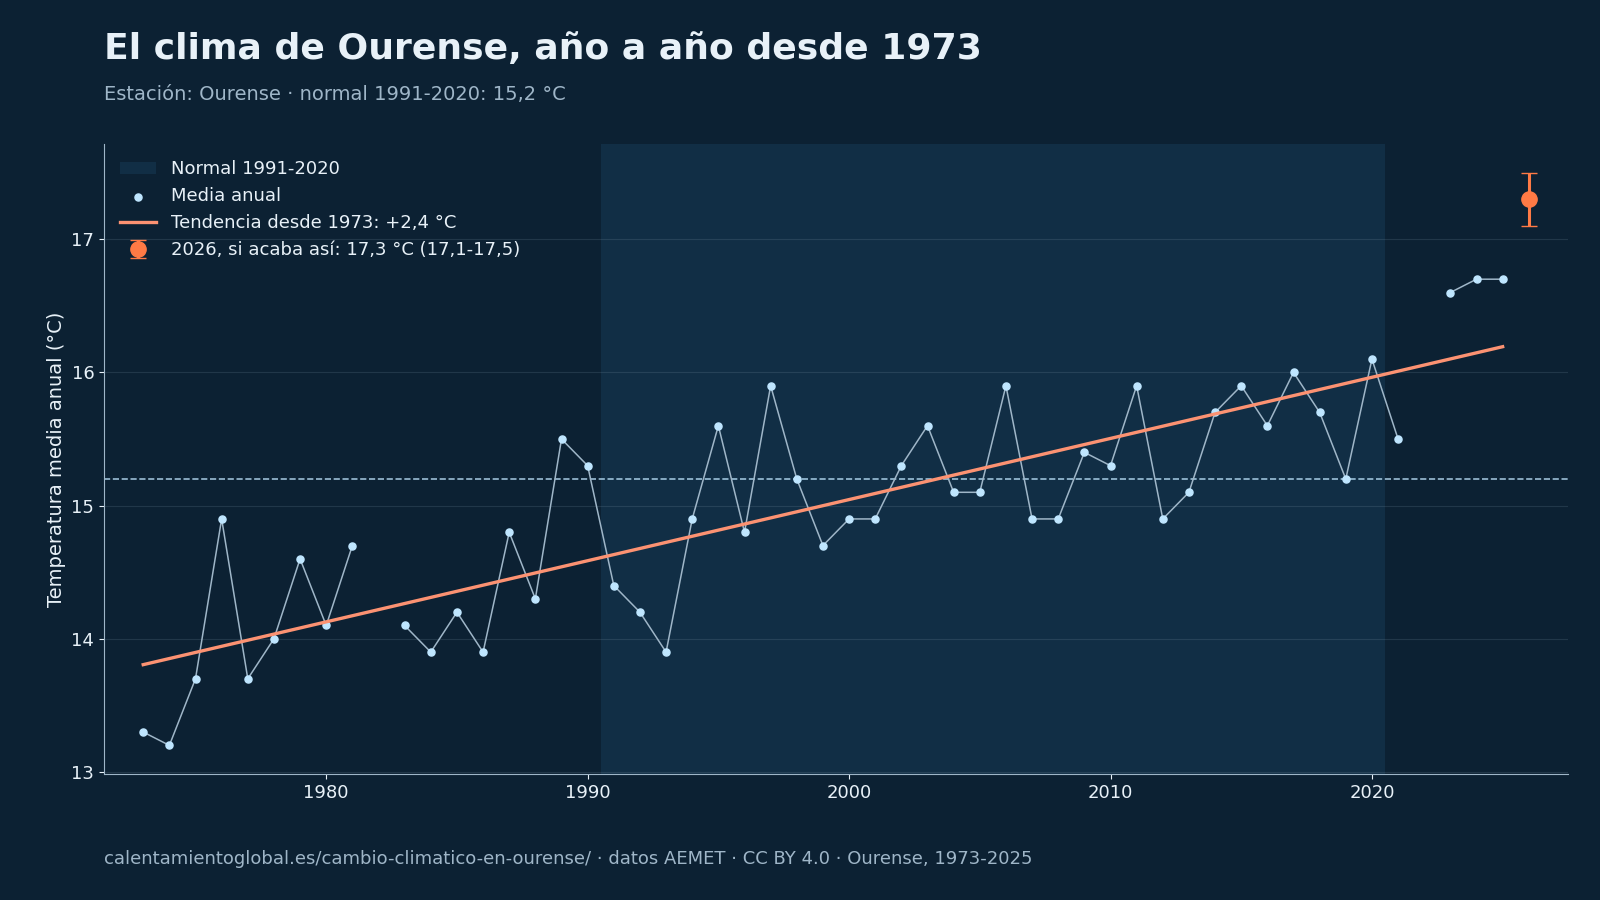 El clima de Ourense, año a año desde 1973
Estación: Ourense · normal 1991-2020: 15,2 °C
Normal 1991-2020
Media anual
Tendencia desde 1973: +2,4 °C
2026, si acaba así: 17,3 °C (17,1-17,5)
Temperatura media anual (°C)
17
16
15
14
13
1980 1990 2000 2010 2020
calentamientoglobal.es/cambio-climatico-en-ourense/ · datos AEMET · CC BY 4.0 · Ourense, 1973-2025